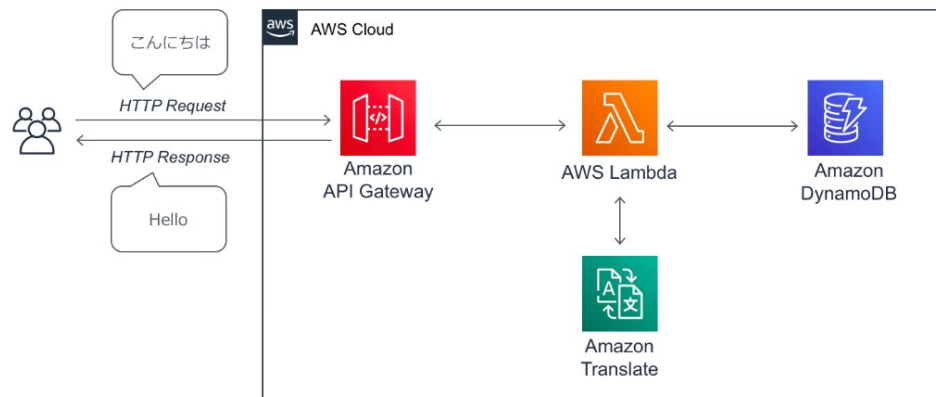 こんにちは
aws
AWS Cloud
HTTP Request
HTTP Response
Hello
</>
Amazon
API Gateway
AWS Lambda
Amazon
DynamoDB
A
文
Amazon
Translate